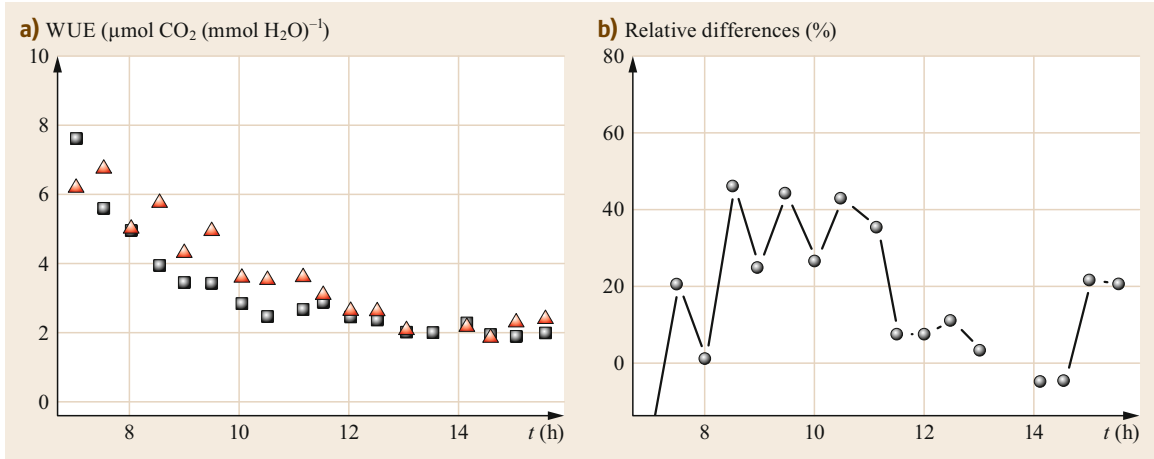 a) WUE (µmol CO₂ (mmol H₂O)⁻¹)
10
8
6
4
2
0
8 10 12 14 t (h)
b) Relative differences (%)
80
60
40
20
0
8 10 12 14 t (h)